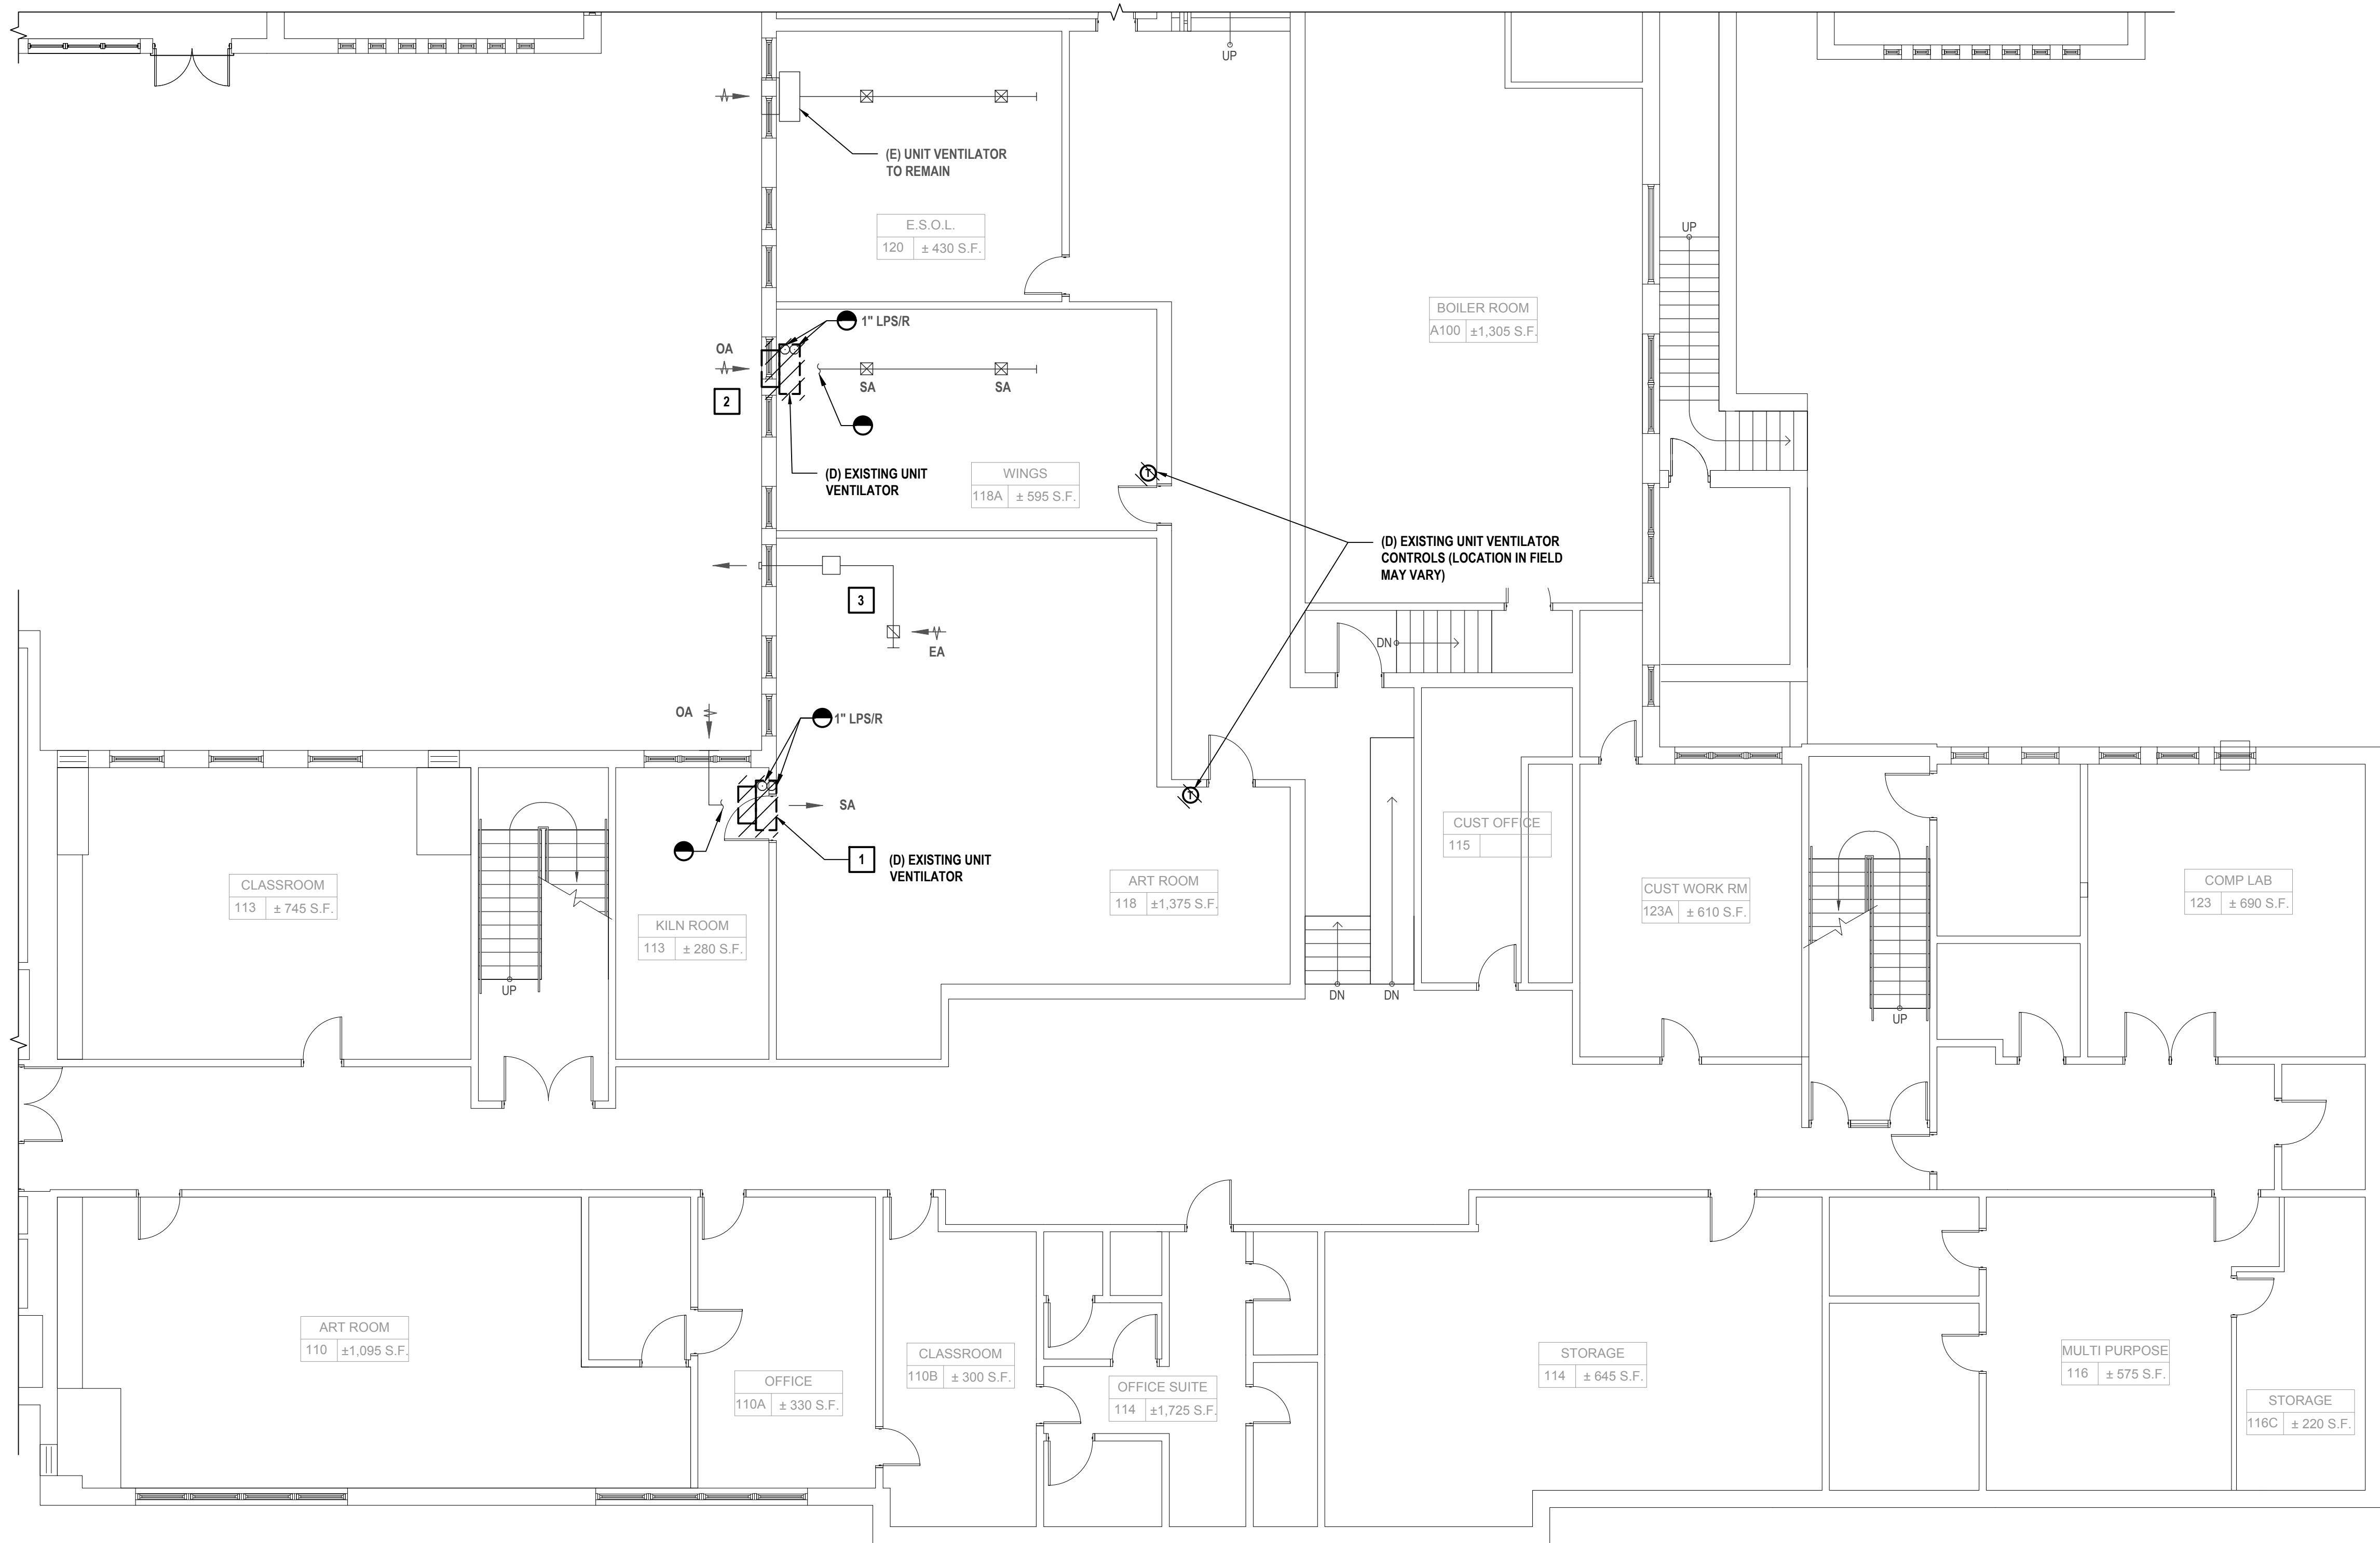 UP
(E) UNIT VENTILATOR
TO REMAIN
E.S.O.L.
120 ± 430 S.F.
UP
BOILER ROOM
A100 ±1,305 S.F.
1" LPS/R
OA
SA
SA
2
(D) EXISTING UNIT
VENTILATOR
WINGS
118A ± 595 S.F.
T
(D) EXISTING UNIT VENTILATOR
CONTROLS (LOCATION IN FIELD
MAY VARY)
3
EA
DN
OA
1" LPS/R
SA
T
1
(D) EXISTING UNIT
VENTILATOR
CUST OFFICE
115
CLASSROOM
113 ± 745 S.F.
ART ROOM
118 ±1,375 S.F.
CUST WORK RM
123A ± 610 S.F.
COMP LAB
123 ± 690 S.F.
KILN ROOM
113 ± 280 S.F.
UP
DN
DN
UP
ART ROOM
110 ±1,095 S.F.
CLASSROOM
110B ± 300 S.F.
STORAGE
114 ± 645 S.F.
MULTI PURPOSE
116 ± 575 S.F.
OFFICE
110A ± 330 S.F.
OFFICE SUITE
114 ±1,725 S.F.
STORAGE
116C ± 220 S.F.